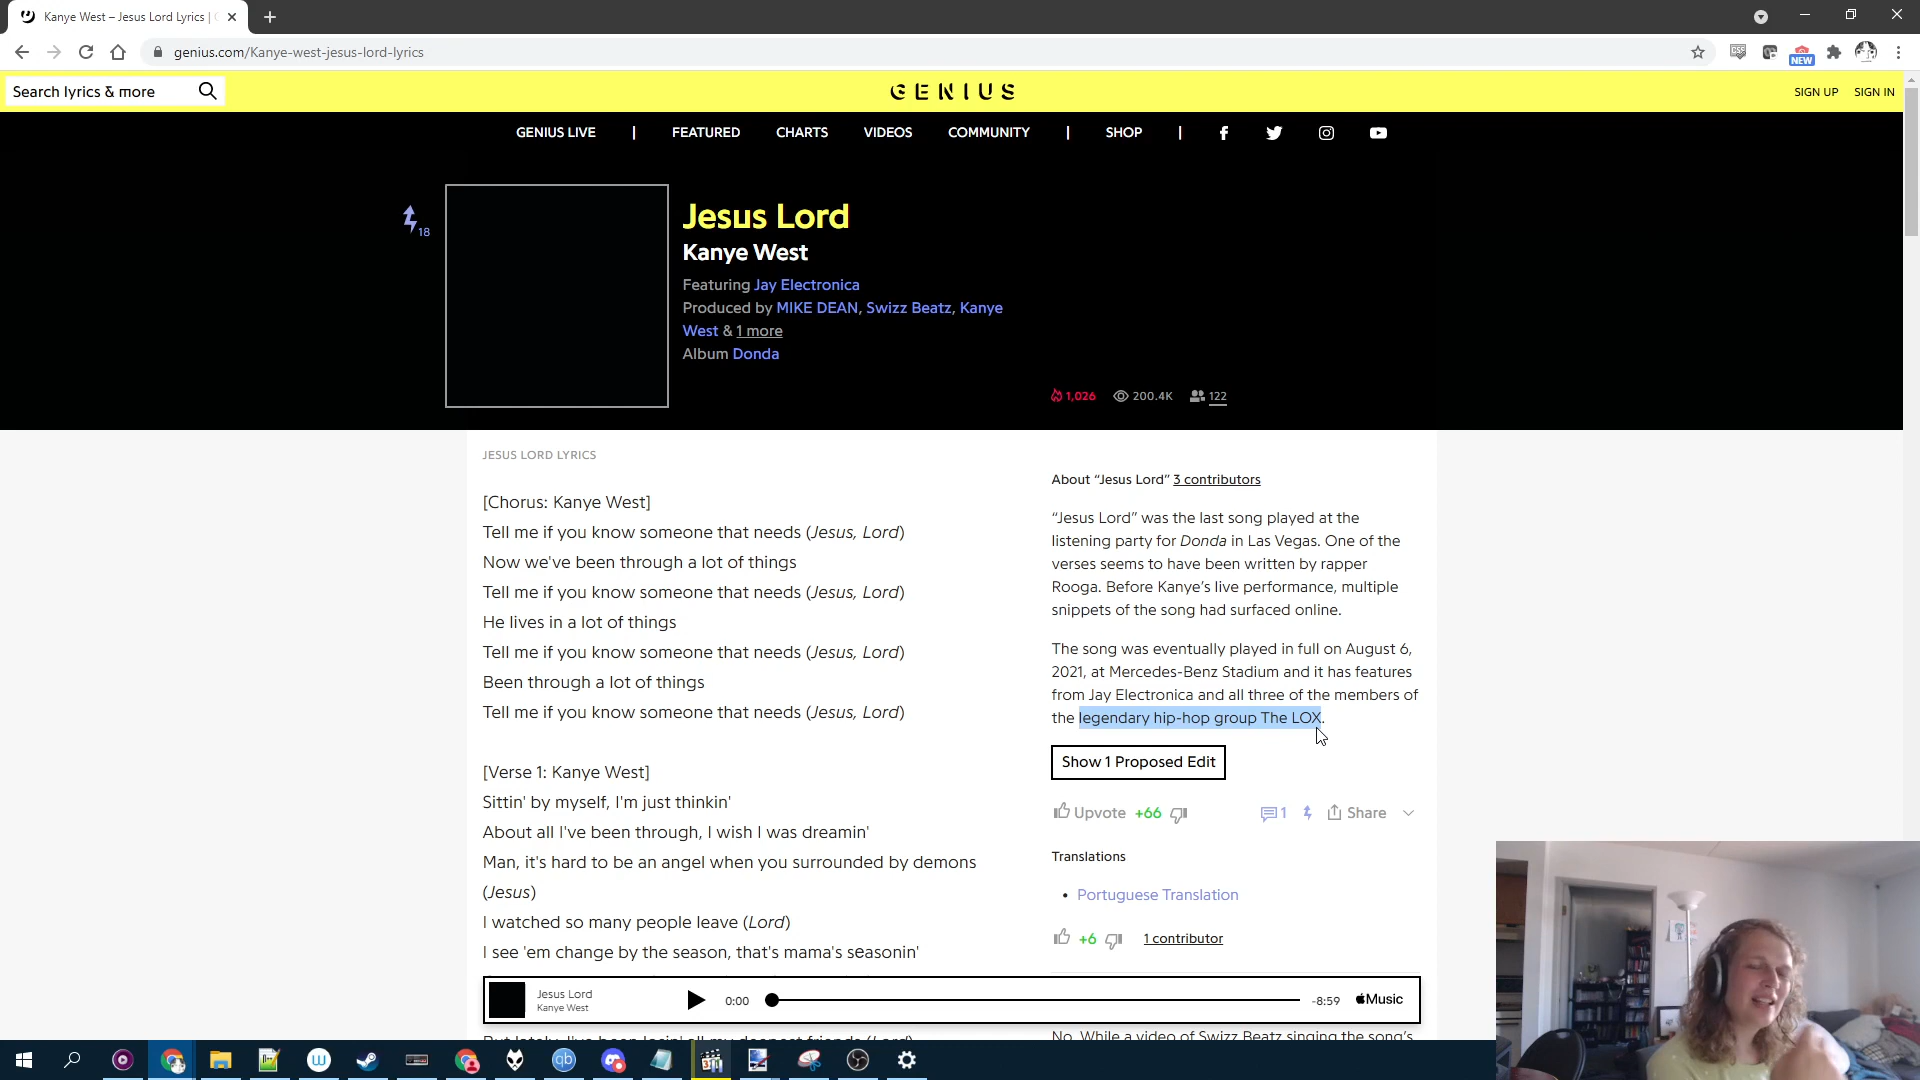 Kanye West – Jesus Lord Lyrics |
genius.com/Kanye-west-jesus-lord-lyrics
NEW
Search lyrics & more
GENIUS
SIGN UP
SIGN IN
GENIUS LIVE | FEATURED CHARTS VIDEOS COMMUNITY | SHOP |
18
Jesus Lord
Kanye West
Featuring Jay Electronica
Produced by MIKE DEAN, Swizz Beatz, Kanye
West & 1 more
Album Donda
1,026 200.4K 122
JESUS LORD LYRICS
[Chorus: Kanye West]
Tell me if you know someone that needs (Jesus, Lord)
Now we've been through a lot of things
Tell me if you know someone that needs (Jesus, Lord)
He lives in a lot of things
Tell me if you know someone that needs (Jesus, Lord)
Been through a lot of things
Tell me if you know someone that needs (Jesus, Lord)
[Verse 1: Kanye West]
Sittin' by myself, I'm just thinkin'
About all I've been through, I wish I was dreamin'
Man, it's hard to be an angel when you surrounded by demons
(Jesus)
I watched so many people leave (Lord)
I see 'em change by the season, that's mama's seasonin'
About “Jesus Lord” 3 contributors
“Jesus Lord” was the last song played at the
listening party for Donda in Las Vegas. One of the
verses seems to have been written by rapper
Rooga. Before Kanye’s live performance, multiple
snippets of the song had surfaced online.
The song was eventually played in full on August 6,
2021, at Mercedes-Benz Stadium and it has features
from Jay Electronica and all three of the members of
the legendary hip-hop group The LOX.
Show 1 Proposed Edit
Upvote +66
1
Share
Translations
• Portuguese Translation
+6
1 contributor
Jesus Lord
Kanye West
0:00
-8:59
Music
But lately, I've been losin' all my deepest friends (Lord)
No. While a video of Swizz Beatz singing the song’s